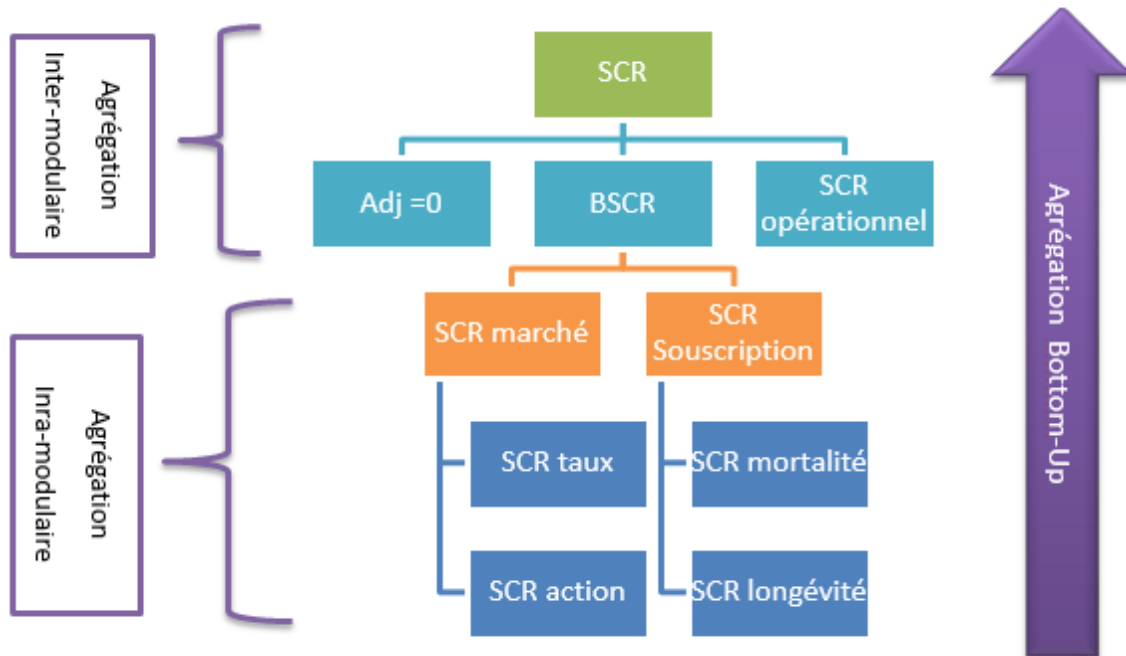 Agrégation
Inter-modulaire
SCR
Adj =0
BSCR
SCR
opérationnel
SCR marché
SCR
Souscription
Agrégation
Inra-modulaire
SCR taux
SCR mortalité
SCR action
SCR longévité
Agrégation Bottom-Up